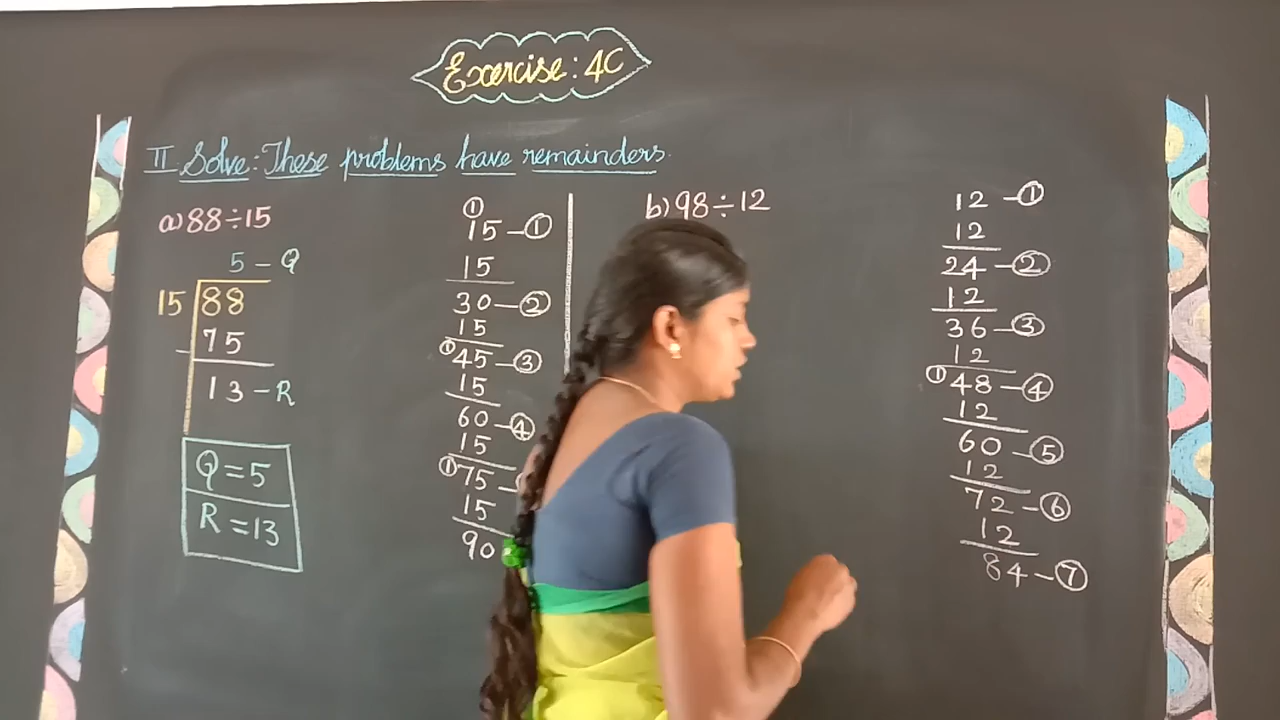 Exercise: 4C
II Solve: These problems have remainders.
a) 88÷15
5 - Q
15 88
75
-
13 - R
Q = 5
R = 13
①
15 - ①
15
30 - ②
15
① 45 - ③
15
60 - ④
15
① 75 -
15
90
b) 98÷12
12 - ①
12
24 - ②
12
36 - ③
12
① 48 - ④
12
60 - ⑤
12
72 - ⑥
12
84 - ⑦